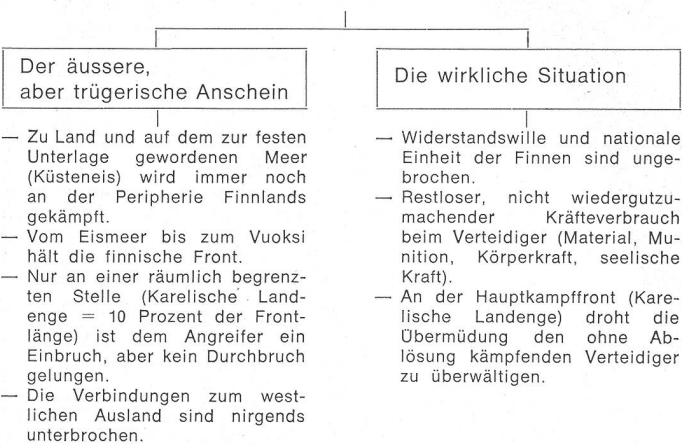 Der äussere,
aber trügerische Anschein
— Zu Land und auf dem zur festen
Unterlage gewordenen Meer
(Küsteneis) wird immer noch
an der Peripherie Finnlands
gekämpft.
— Vom Eismeer bis zum Vuoksi
hält die finnische Front.
— Nur an einer räumlich begrenz-
ten Stelle (Karelische Land-
enge = 10 Prozent der Front-
länge) ist dem Angreifer ein
Einbruch, aber kein Durchbruch
gelungen.
— Die Verbindungen zum west-
lichen Ausland sind nirgends
unterbrochen.
Die wirkliche Situation
— Widerstandswille und nationale
Einheit der Finnen sind unge-
brochen.
— Restloser, nicht wiedergutzu-
machender Kräfteverbrauch
beim Verteidiger (Material, Mu-
nition, Körperkraft, seelische
Kraft).
— An der Hauptkampffront (Kare-
lische Landenge) droht die
Übermüdung den ohne Ab-
lösung kämpfenden Verteidiger
zu überwältigen.